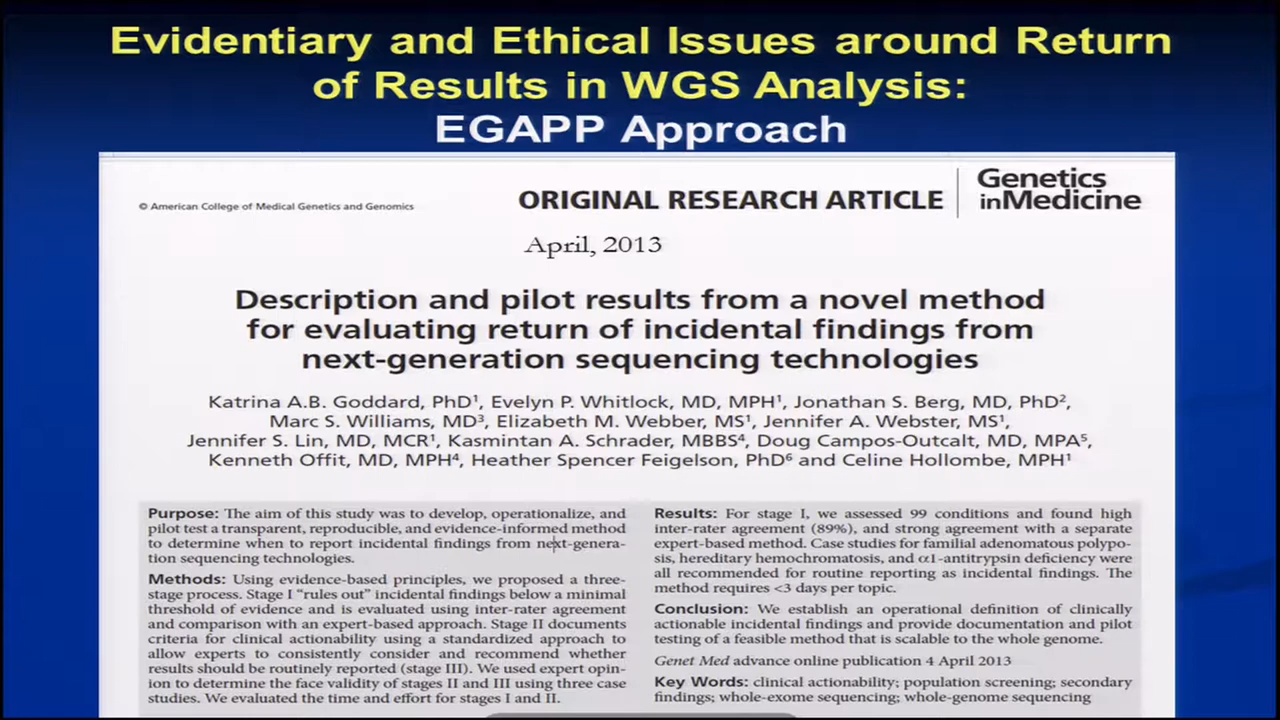 Evidentiary and Ethical Issues around Return
of Results in WGS Analysis:
EGAPP Approach
© American College of Medical Genetics and Genomics
ORIGINAL RESEARCH ARTICLE
Genetics
inMedicine
April, 2013
Description and pilot results from a novel method
for evaluating return of incidental findings from
next-generation sequencing technologies
Katrina A.B. Goddard, PhD¹, Evelyn P. Whitlock, MD, MPH¹, Jonathan S. Berg, MD, PhD²,
Marc S. Williams, MD³, Elizabeth M. Webber, MS¹, Jennifer A. Webster, MS¹,
Jennifer S. Lin, MD, MCR¹, Kasmintan A. Schrader, MBBS⁴, Doug Campos-Outcalt, MD, MPA⁵,
Kenneth Offit, MD, MPH⁴, Heather Spencer Feigelson, PhD⁶ and Celine Hollombe, MPH¹
Purpose: The aim of this study was to develop, operationalize, and
pilot test a transparent, reproducible, and evidence-informed method
to determine when to report incidental findings from next-genera-
tion sequencing technologies.
Methods: Using evidence-based principles, we proposed a three-
stage process. Stage I “rules out” incidental findings below a minimal
threshold of evidence and is evaluated using inter-rater agreement
and comparison with an expert-based approach. Stage II documents
criteria for clinical actionability using a standardized approach to
allow experts to consistently consider and recommend whether
results should be routinely reported (stage III). We used expert opin-
ion to determine the face validity of stages II and III using three case
studies. We evaluated the time and effort for stages I and II.
Results: For stage I, we assessed 99 conditions and found high
inter-rater agreement (89%), and strong agreement with a separate
expert-based method. Case studies for familial adenomatous polypo-
sis, hereditary hemochromatosis, and α1-antitrypsin deficiency were
all recommended for routine reporting as incidental findings. The
method requires <3 days per topic.
Conclusion: We establish an operational definition of clinically
actionable incidental findings and provide documentation and pilot
testing of a feasible method that is scalable to the whole genome.
Genet Med advance online publication 4 April 2013
Key Words: clinical actionability; population screening; secondary
findings; whole-exome sequencing; whole-genome sequencing